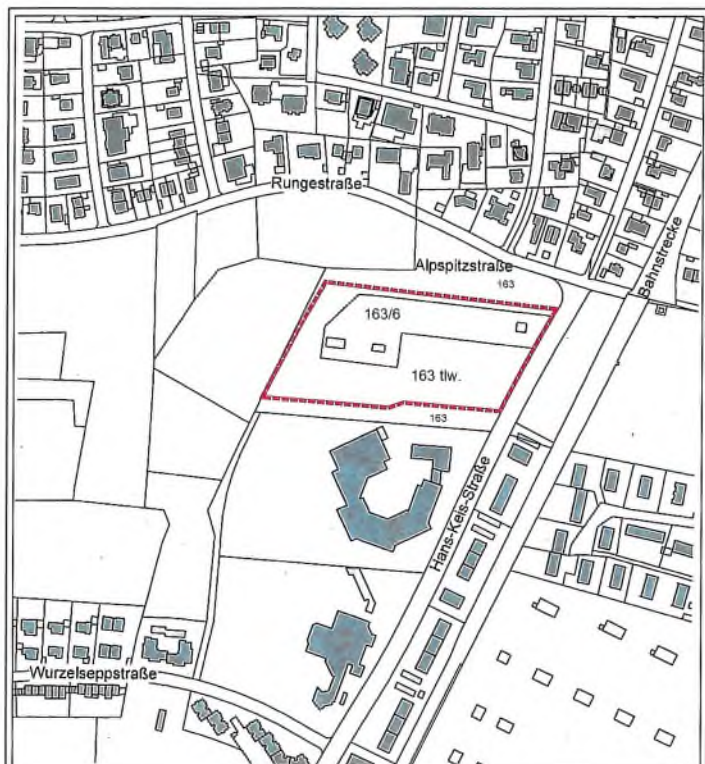 Rungestraße
Bahnstrecke
Alpspitzstraße
163
163/6
163 tlw.
163
Hans-Keis-Straße
Wurzelseppstraße